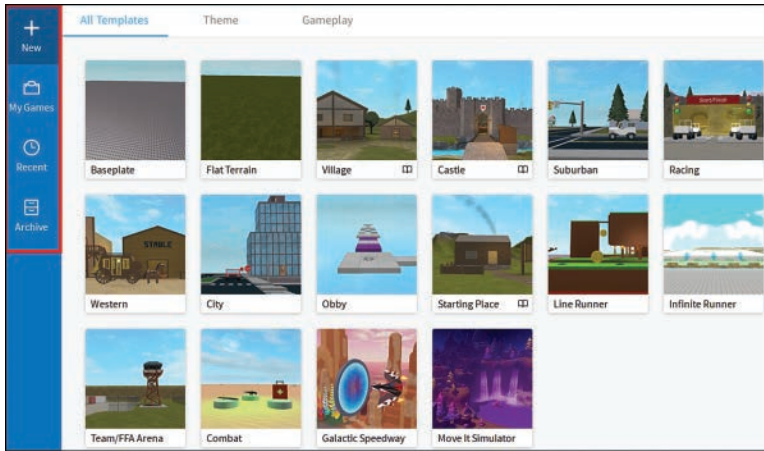 All Templates Theme Gameplay
New
My Games
Recent
Archive
Baseplate Flat Terrain Village Castle Suburban Racing
STABLE
Western City Obby Starting Place Line Runner Infinite Runner
Team/FFA Arena Combat Galactic Speedway Move It Simulator